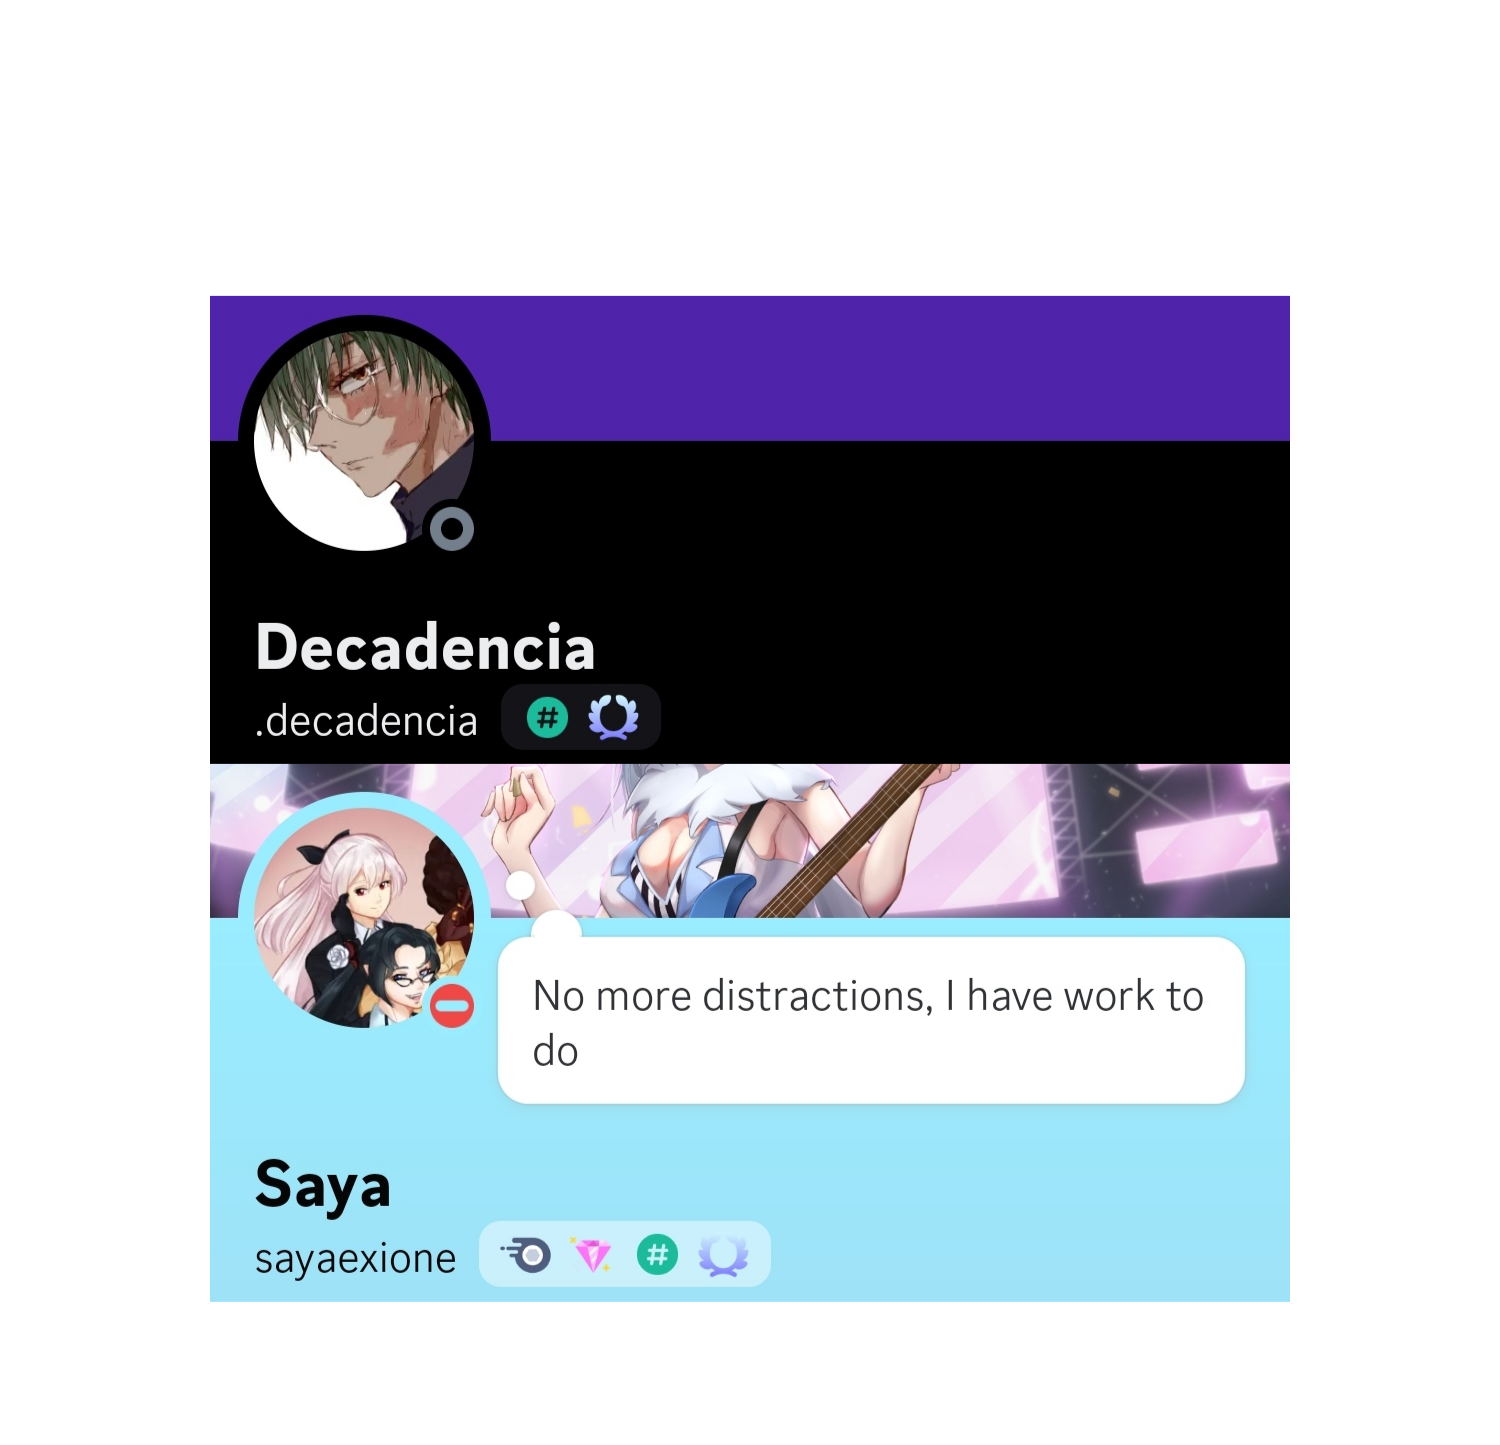 Decadencia
.decadencia
No more distractions, I have work to
do
Saya
sayaexione